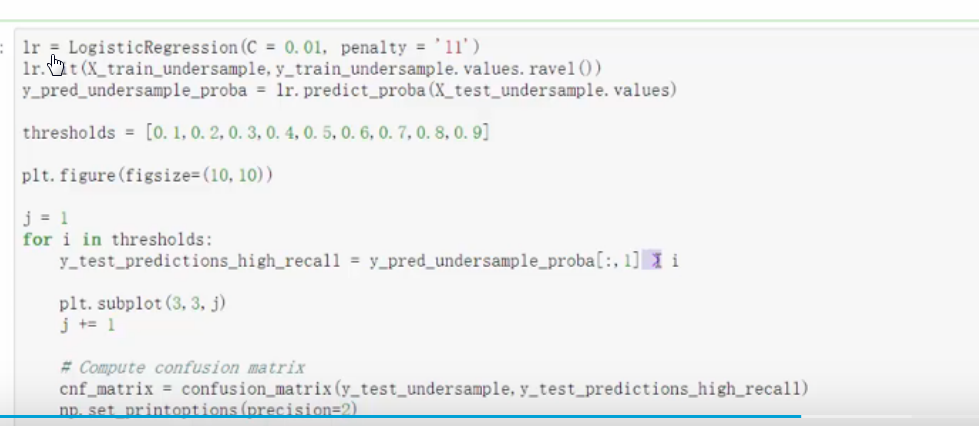 lr = LogisticRegression(C = 0.01, penalty = 'l1')
lr. it(X_train_undersample,y_train_undersample.values.ravel())
y_pred_undersample_proba = lr.predict_proba(X_test_undersample.values)
thresholds = [0.1,0.2,0.3,0.4,0.5,0.6,0.7,0.8,0.9]
plt.figure(figsize=(10,10))
j = 1
for i in thresholds:
    y_test_predictions_high_recall = y_pred_undersample_proba[:,1] i
    plt.subplot(3,3,j)
    j += 1
    # Compute confusion matrix
    cnf_matrix = confusion_matrix(y_test_undersample,y_test_predictions_high_recall)
    np.set_printoptions(precision=2)